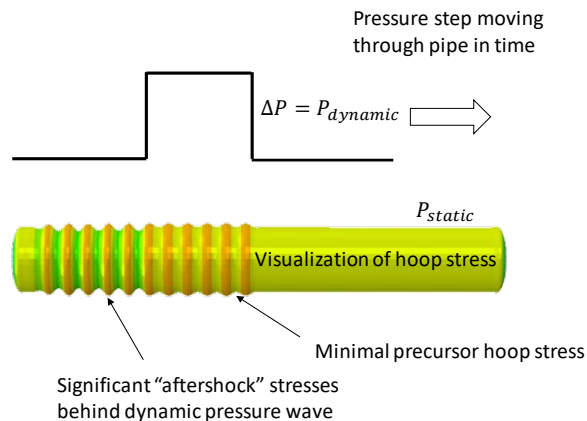 Pressure step moving
through pipe in time
ΔP = P_dynamic
P_static
Visualization of hoop stress
Minimal precursor hoop stress
Significant “aftershock” stresses
behind dynamic pressure wave